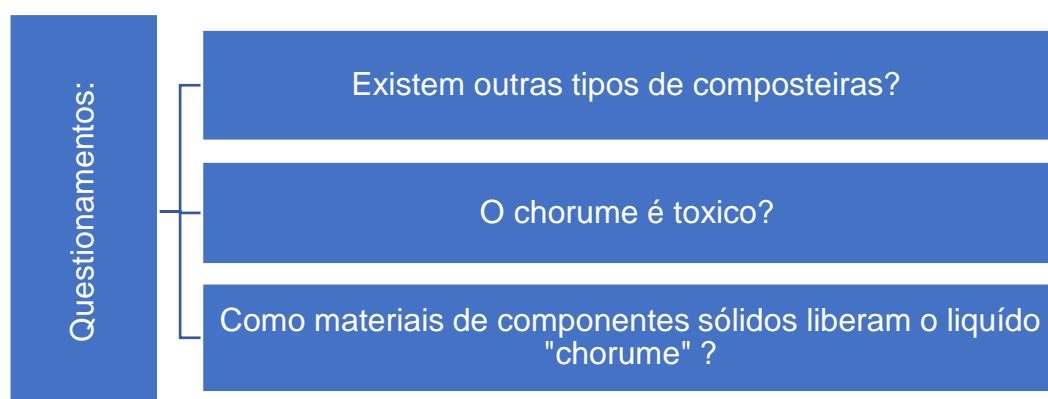 Questionamentos:
Existem outras tipos de composteiras?
O chorume é toxico?
Como materiais de componentes sólidos liberam o liquído
"chorume" ?